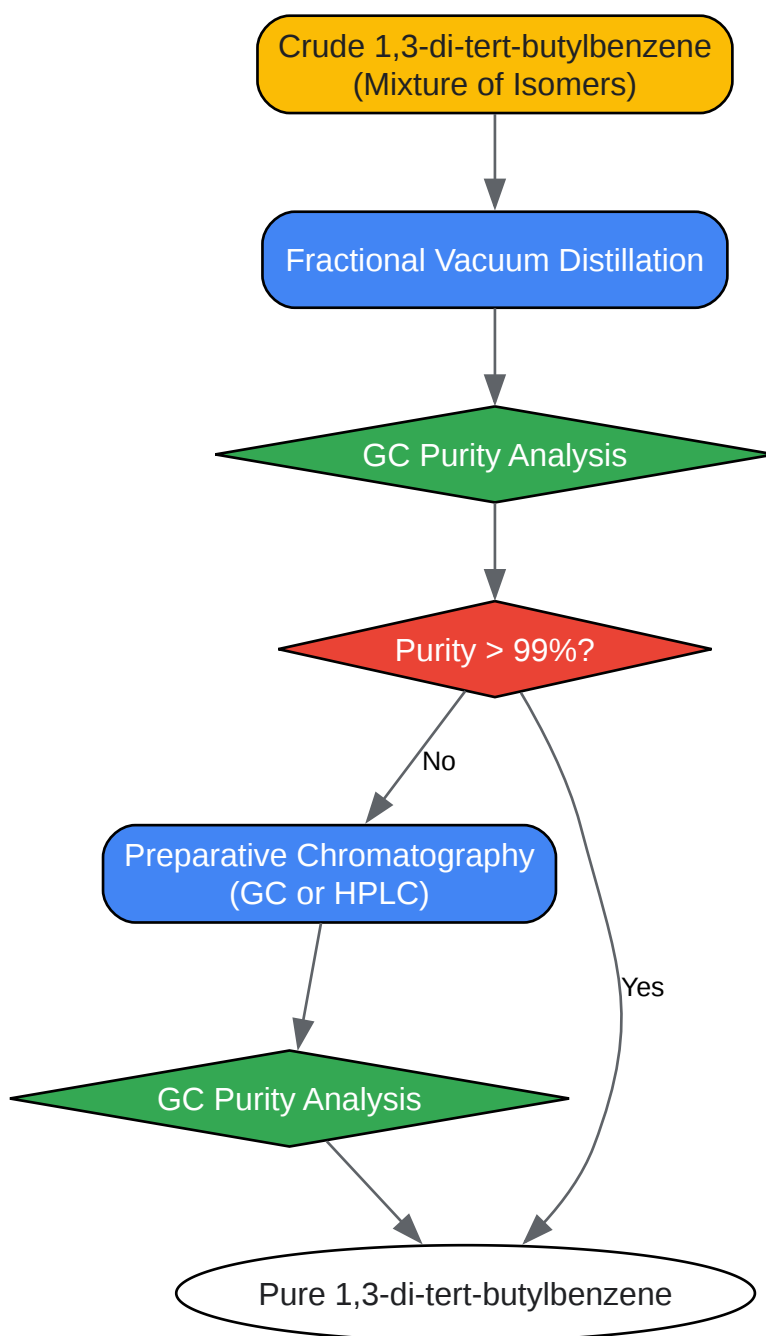 Crude 1,3-di-tert-butylbenzene
(Mixture of Isomers)
Fractional Vacuum Distillation
GC Purity Analysis
Purity > 99%?
No
Preparative Chromatography
(GC or HPLC)
Yes
GC Purity Analysis
Pure 1,3-di-tert-butylbenzene